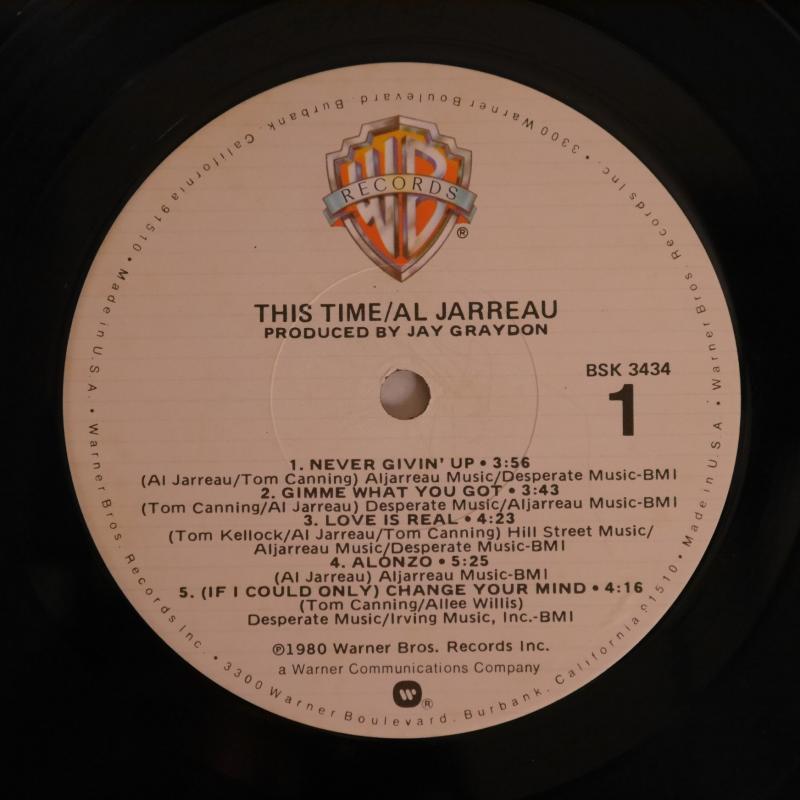 WB
RECORDS
®
THIS TIME/AL JARREAU
PRODUCED BY JAY GRAYDON
BSK 3434
1
1. NEVER GIVIN' UP • 3:56
(Al Jarreau/Tom Canning) Aljarreau Music/Desperate Music-BMI
2. GIMME WHAT YOU GOT • 3:43
(Tom Canning/Al Jarreau) Desperate Music/Aljarreau Music-BMI
3. LOVE IS REAL • 4:23
(Tom Kellock/Al Jarreau/Tom Canning) Hill Street Music/
Aljarreau Music/Desperate Music-BMI
4. ALONZO • 5:25
(Al Jarreau) Aljarreau Music-BMI
5. (IF I COULD ONLY) CHANGE YOUR MIND • 4:16
(Tom Canning/Allee Willis)
Desperate Music/Irving Music, Inc.-BMI
℗1980 Warner Bros. Records Inc.
a Warner Communications Company
W ®
Warner Bros. Records Inc. • 3300 Warner Boulevard, Burbank, California 91510 • Made in U.S.A. •
Warner Bros. Records Inc. • 3300 Warner Boulevard, Burbank, California 91510 • Made in U.S.A. •